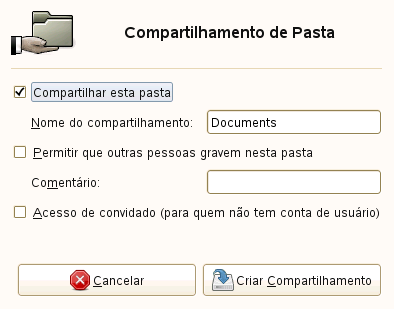 Compartilhamento de Pasta
Compartilhar esta pasta
Nome do compartilhamento: Documents
Permitir que outras pessoas gravem nesta pasta
Comentário:
Acesso de convidado (para quem não tem conta de usuário)
Cancelar Criar Compartilhamento